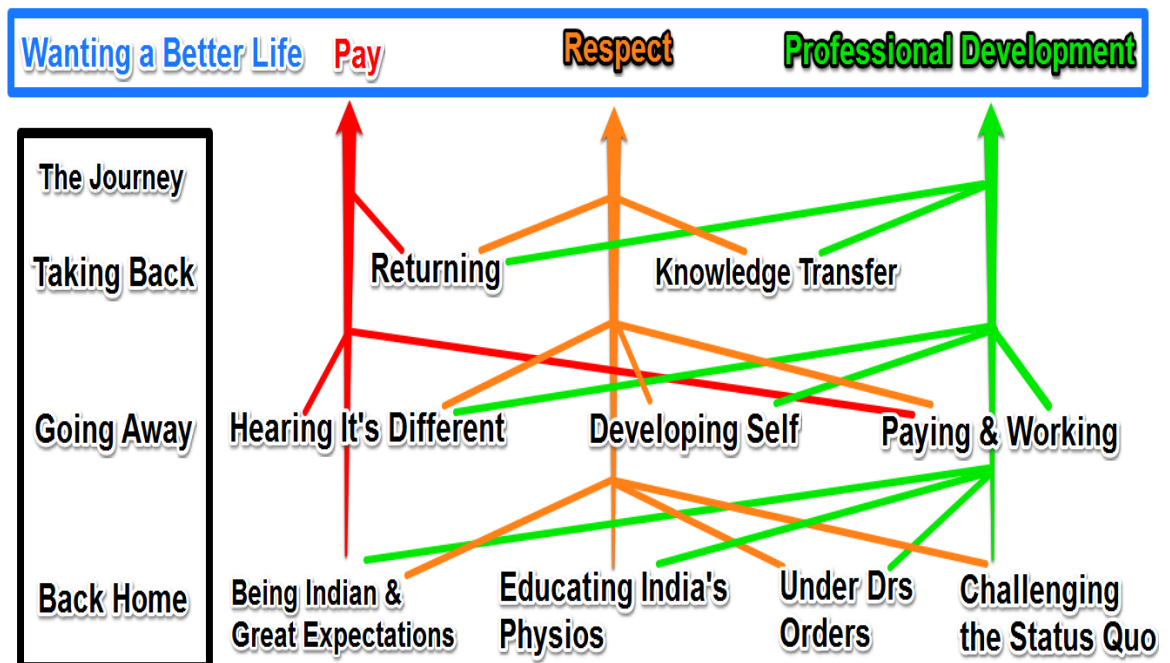 Wanting a Better Life Pay Respect Professional Development
The Journey
Taking Back Returning Knowledge Transfer
Going Away Hearing It's Different Developing Self Paying & Working
Back Home
Being Indian &
Great Expectations
Educating India's
Physios
Under Drs
Orders
Challenging
the Status Quo